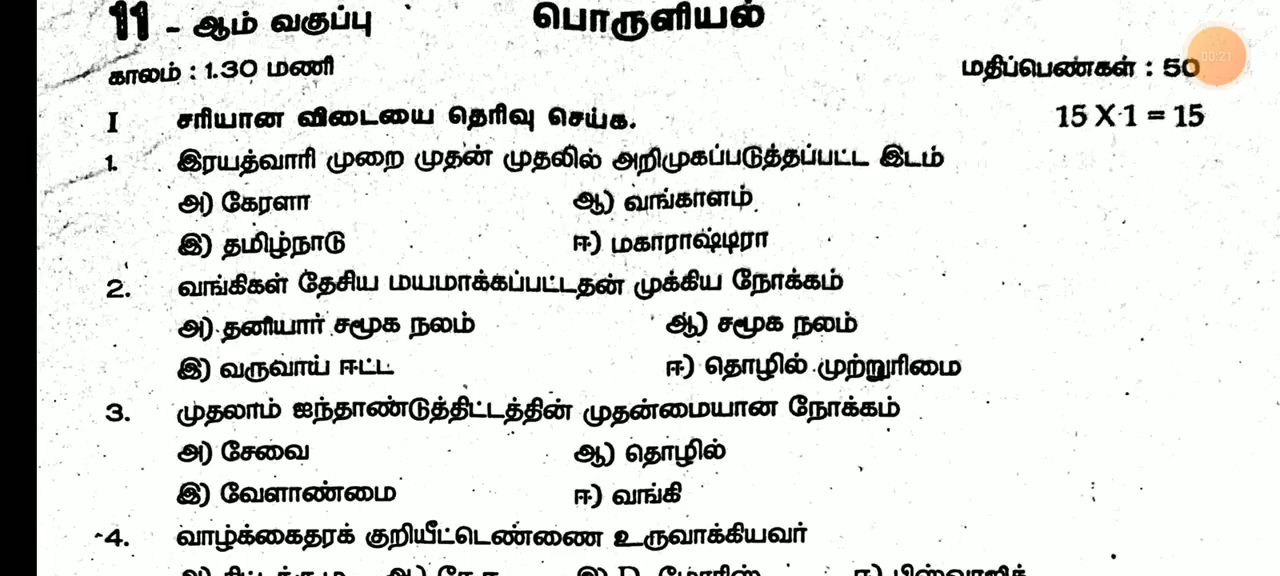 11 - ஆம் வகுப்பு பொருளியல்
காலம் : 1.30 மணி மதிப்பெண்கள் : 50
00:21
I சரியான விடையை தெரிவு செய்க. 15 X 1 = 15
1. இரயத்வாரி முறை முதன் முதலில் அறிமுகப்படுத்தப்பட்ட இடம்
அ) கேரளா ஆ) வங்காளம்
இ) தமிழ்நாடு ஈ) மகாராஷ்டிரா
2. வங்கிகள் தேசிய மயமாக்கப்பட்டதன் முக்கிய நோக்கம்
அ) தனியார் சமூக நலம் ஆ) சமூக நலம்
இ) வருவாய் ஈட்ட ஈ) தொழில் முற்றுரிமை
3. முதலாம் ஐந்தாண்டுத்திட்டத்தின் முதன்மையான நோக்கம்
அ) சேவை ஆ) தொழில்
இ) வேளாண்மை ஈ) வங்கி
4. வாழ்க்கைதரக் குறியீட்டெண்ணை உருவாக்கியவர்
இ) D. மோரிஸ்